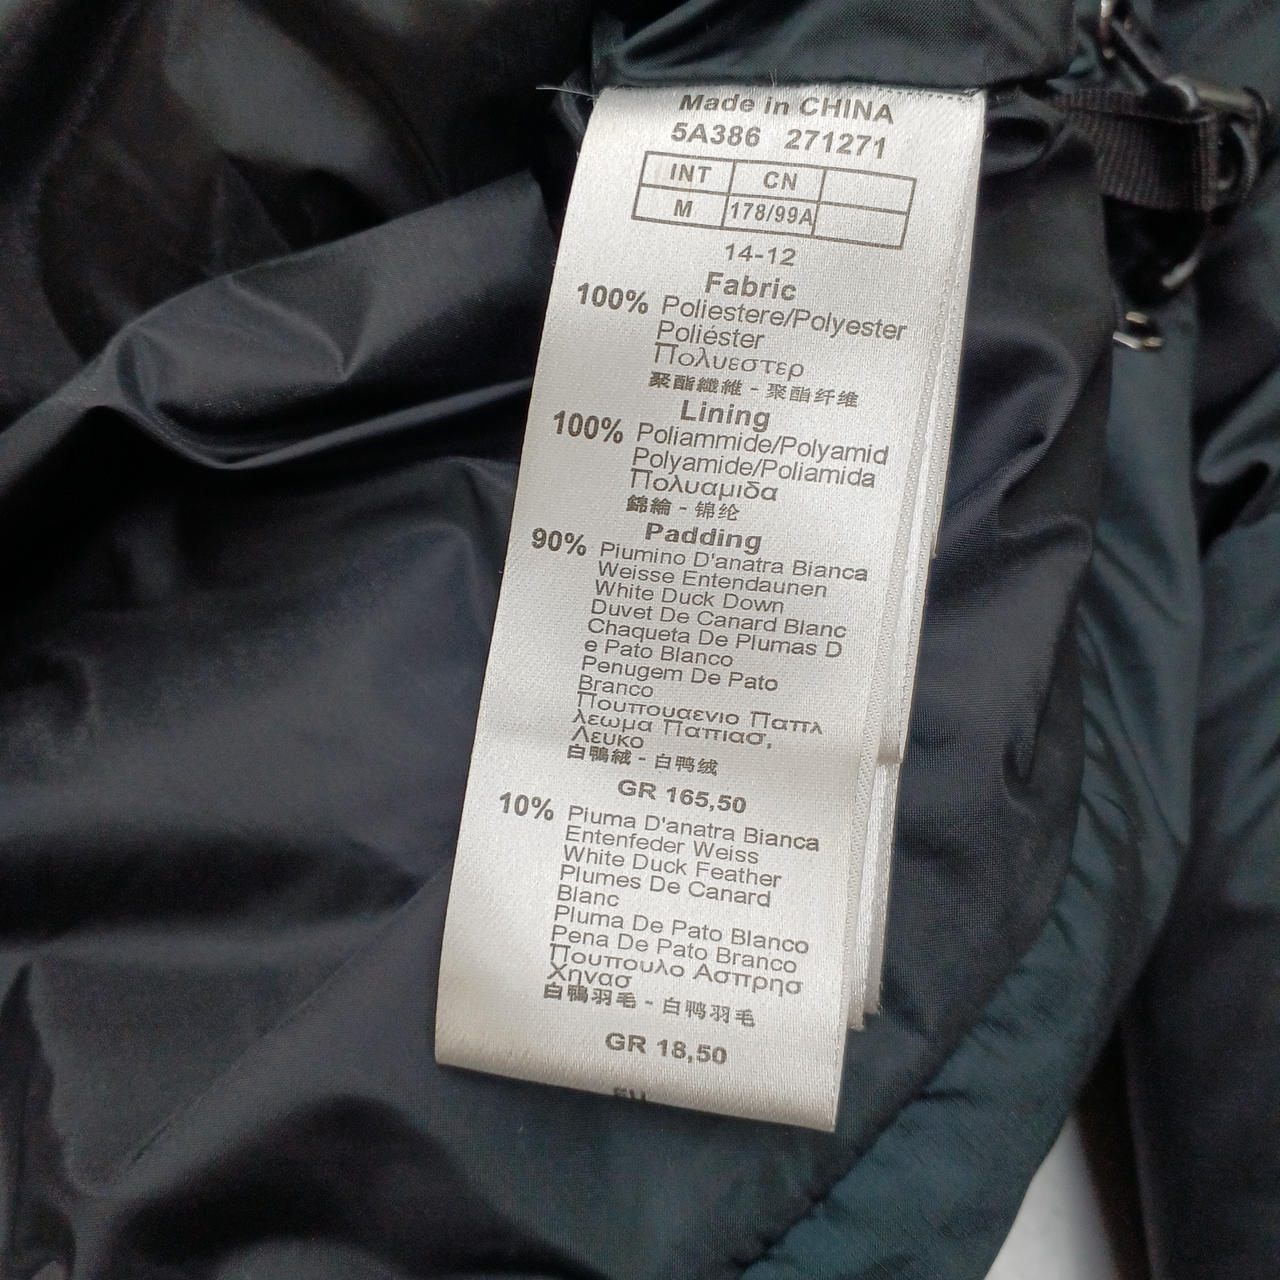 Made in CHINA
5A386 271271
INT CN
M 178/99A
14-12
Fabric
100% Poliestere/Polyester
Poliéster
Πολυεστερ
聚酯纖維 - 聚酯纤维
Lining
100% Poliammide/Polyamid
Polyamide/Poliamida
Πολυαμιδα
錦綸 - 锦纶
Padding
90% Piumino D'anatra Bianca
Weisse Entendaunen
White Duck Down
Duvet De Canard Blanc
Chaqueta De Plumas D
e Pato Blanco
Penugem De Pato
Branco
Πουπουαενιο Παπλ
λεωμα Παπιασ,
Λευκο
白鴨絨 - 白鸭绒
GR 165,50
10% Piuma D'anatra Bianca
Entenfeder Weiss
White Duck Feather
Plumes De Canard
Blanc
Pluma De Pato Blanco
Pena De Pato Branco
Πουπουλο Ασπρησ
Χηνασ
白鴨羽毛 - 白鸭羽毛
GR 18,50